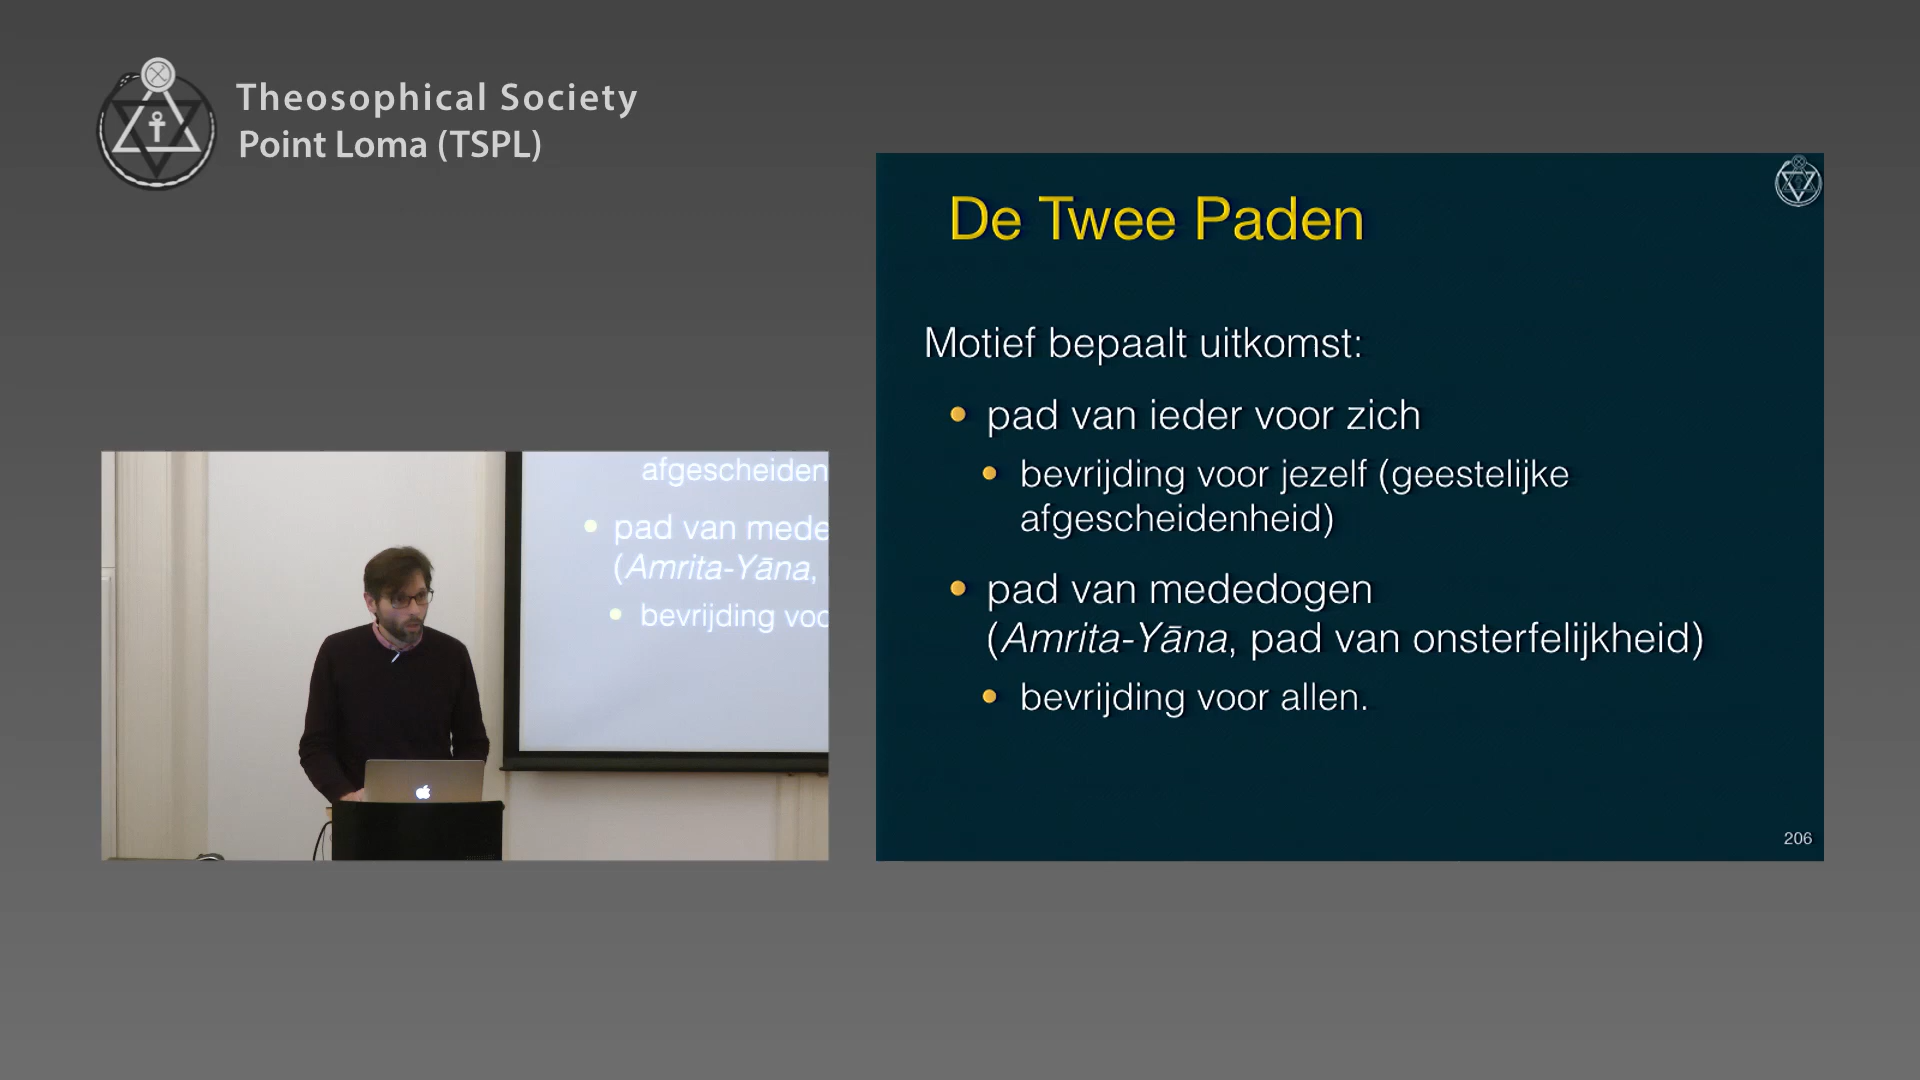 Theosophical Society
Point Loma (TSPL)
De Twee Paden
Motief bepaalt uitkomst:
pad van ieder voor zich
bevrijding voor jezelf (geestelijke
afgescheidenheid)
pad van mededogen
(Amrita-Yāna, pad van onsterfelijkheid)
bevrijding voor allen.
206
afgescheiden
pad van mede
(Amrita-Yāna,
bevrijding voo